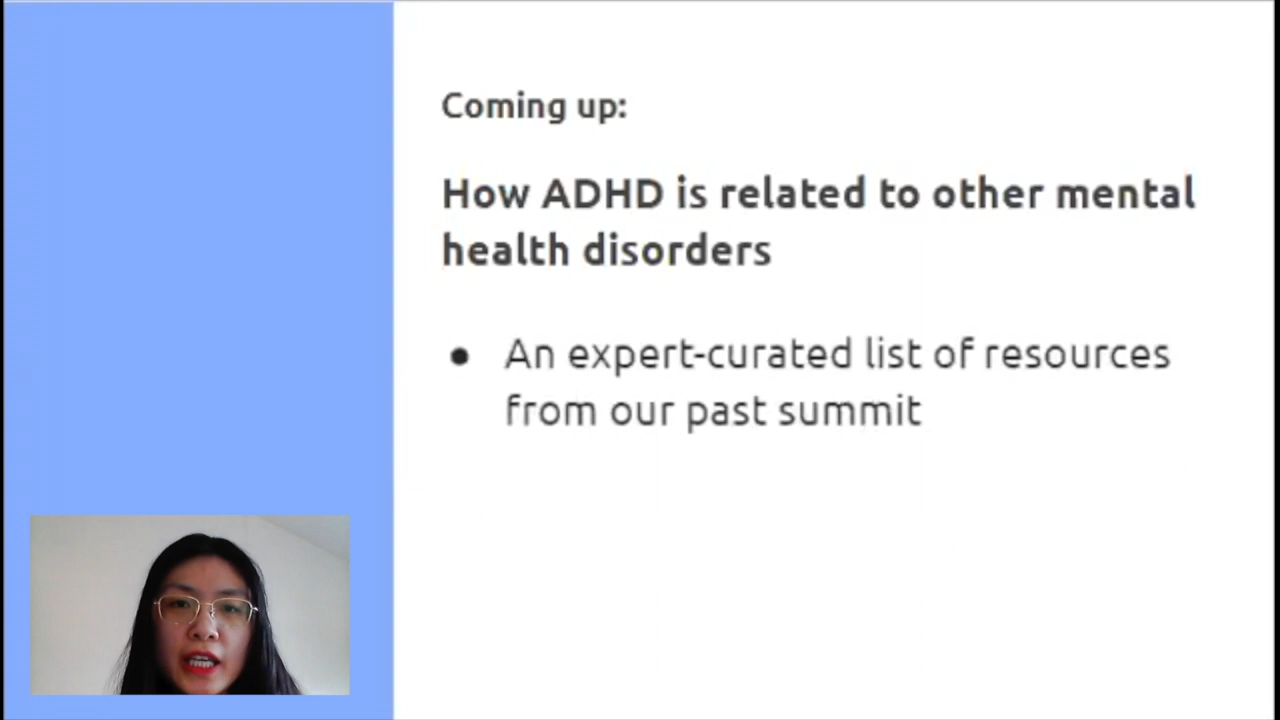 Coming up:
How ADHD is related to other mental
health disorders
● An expert-curated list of resources
from our past summit